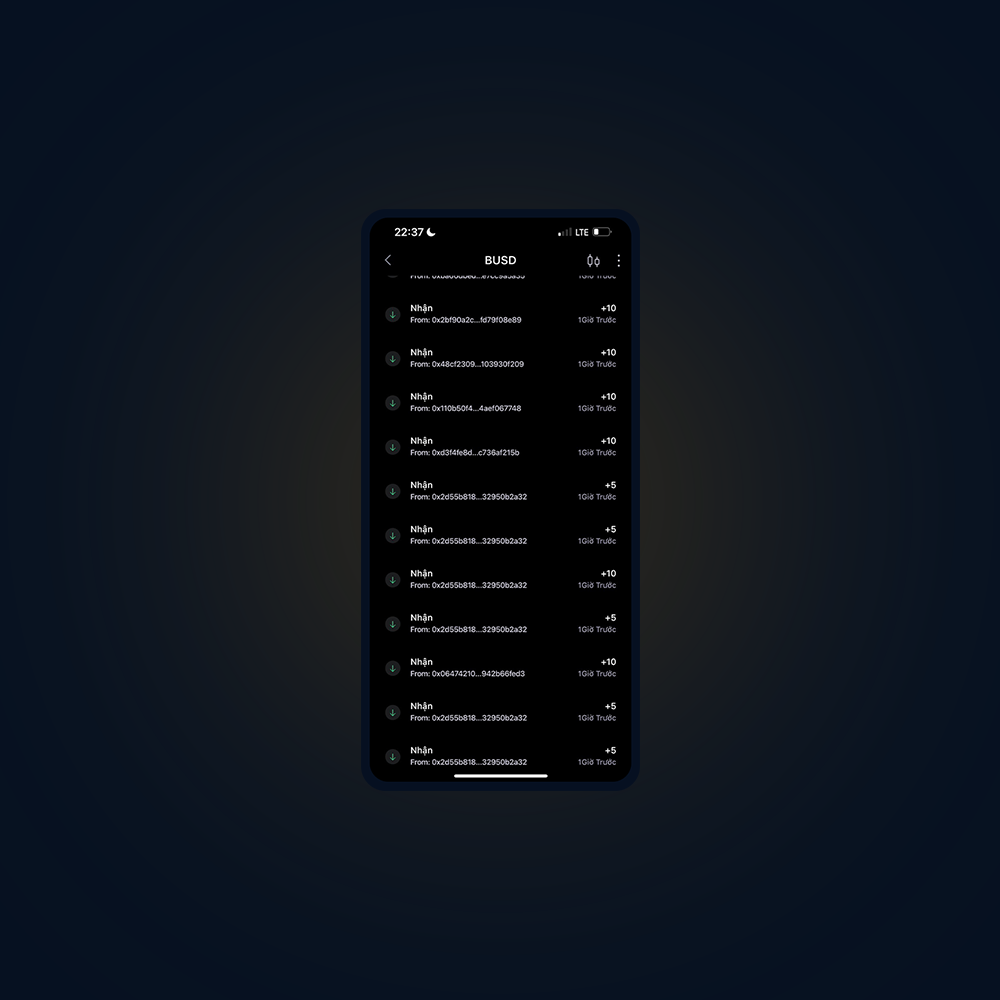 22:37
LTE
BUSD
Nhận
+10
From: 0x2bf90a2c...fd79f08e89
1Giờ Trước
Nhận
+10
From: 0x48cf2309...103930f209
1Giờ Trước
Nhận
+10
From: 0x110b50f4...4aef067748
1Giờ Trước
Nhận
+10
From: 0xd3f4fe8d...c736af215b
1Giờ Trước
Nhận
+5
From: 0x2d55b818...32950b2a32
1Giờ Trước
Nhận
+5
From: 0x2d55b818...32950b2a32
1Giờ Trước
Nhận
+10
From: 0x2d55b818...32950b2a32
1Giờ Trước
Nhận
+5
From: 0x2d55b818...32950b2a32
1Giờ Trước
Nhận
+10
From: 0x06474210...942b66fed3
1Giờ Trước
Nhận
+5
From: 0x2d55b818...32950b2a32
1Giờ Trước
Nhận
+5
From: 0x2d55b818...32950b2a32
1Giờ Trước